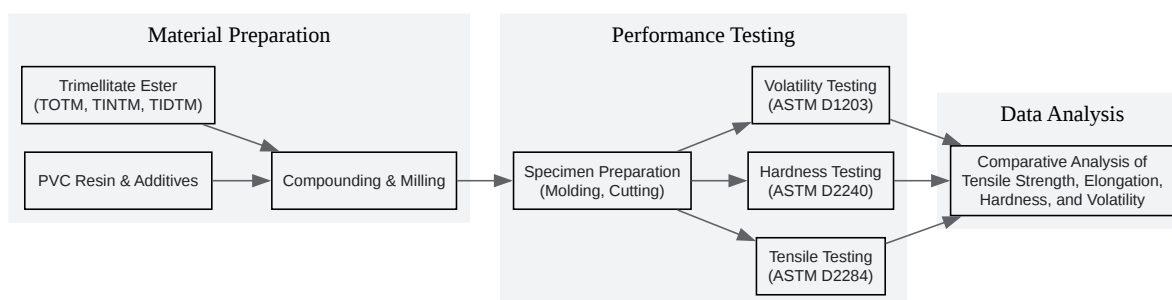 Material Preparation
Trimellitate Ester
(TOTM, TINTM, TIDTM)
PVC Resin & Additives
Compounding & Milling
Performance Testing
Specimen Preparation
(Molding, Cutting)
Volatility Testing
(ASTM D1203)
Hardness Testing
(ASTM D2240)
Tensile Testing
(ASTM D2284)
Data Analysis
Comparative Analysis of
Tensile Strength, Elongation,
Hardness, and Volatility